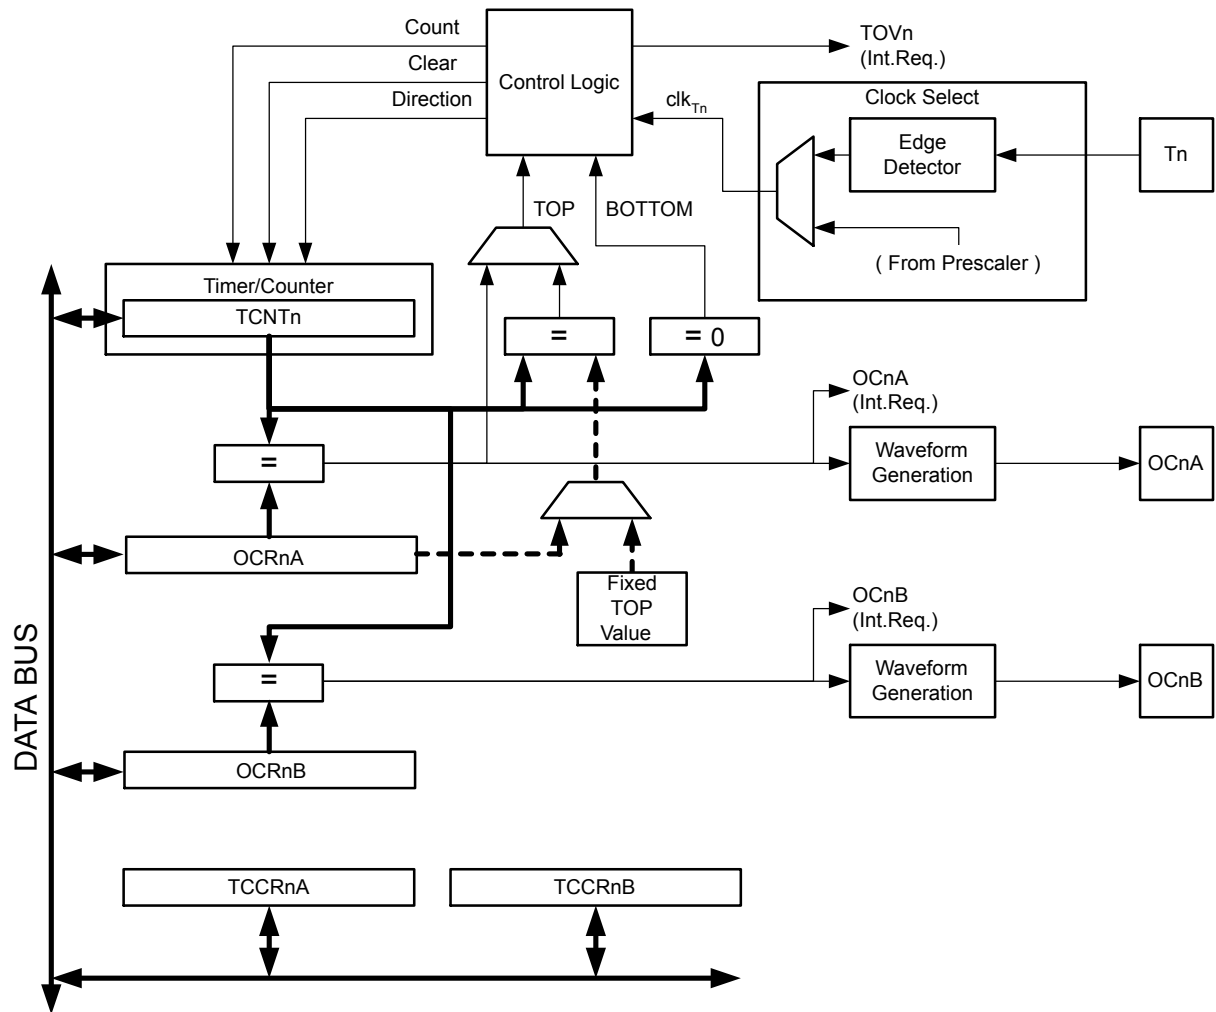 Count
Clear
Direction
Control Logic
TOVn
(Int.Req.)
clkTn
Clock Select
Edge
Detector
Tn
( From Prescaler )
TOP
BOTTOM
Timer/Counter
TCNTn
=
= 0
OCnA
(Int.Req.)
=
Waveform
Generation
OCnA
OCRnA
Fixed
TOP
Value
OCnB
(Int.Req.)
=
Waveform
Generation
OCnB
OCRnB
DATA BUS
TCCRnA
TCCRnB